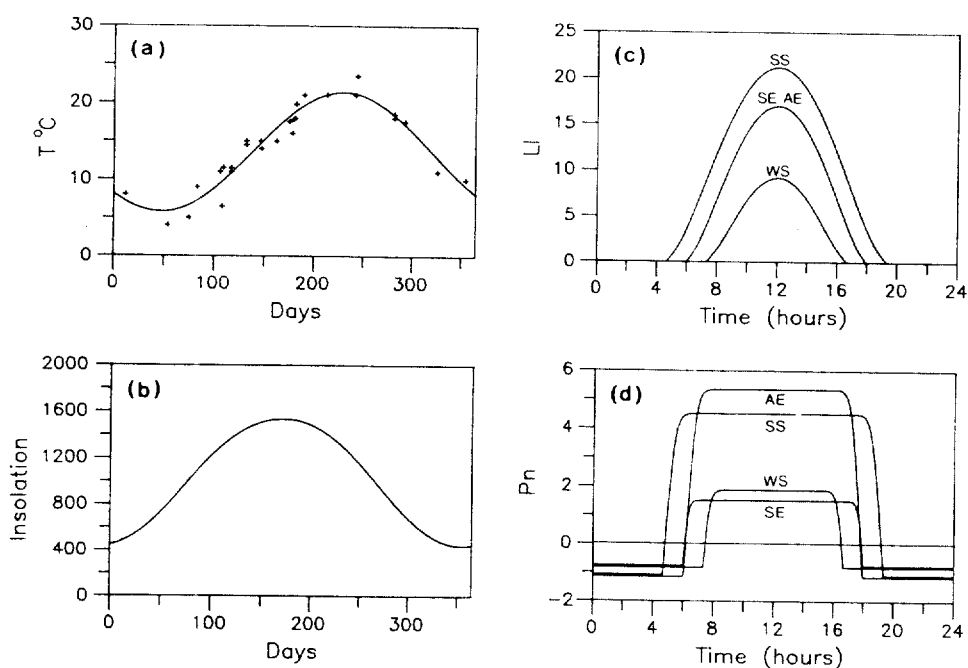 (a)
30
20
10
0
T °C
0 100 200 300
Days
(b)
2000
1600
1200
800
400
0
Insolation
0 100 200 300
Days
(c)
25
20
15
10
5
0
LI
SS
SE AE
WS
0 4 8 12 16 20 24
Time (hours)
(d)
6
4
2
0
-2
Pn
AE
SS
WS
SE
0 4 8 12 16 20 24
Time (hours)